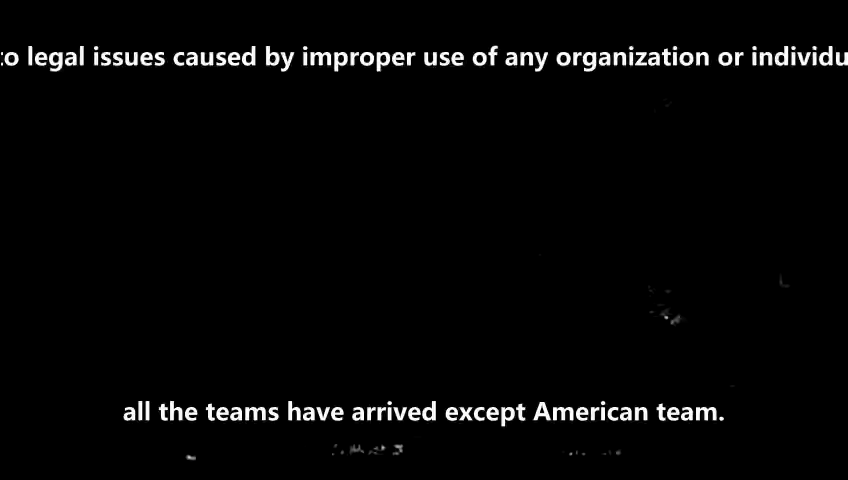 to legal issues caused by improper use of any organization or individu
all the teams have arrived except American team.